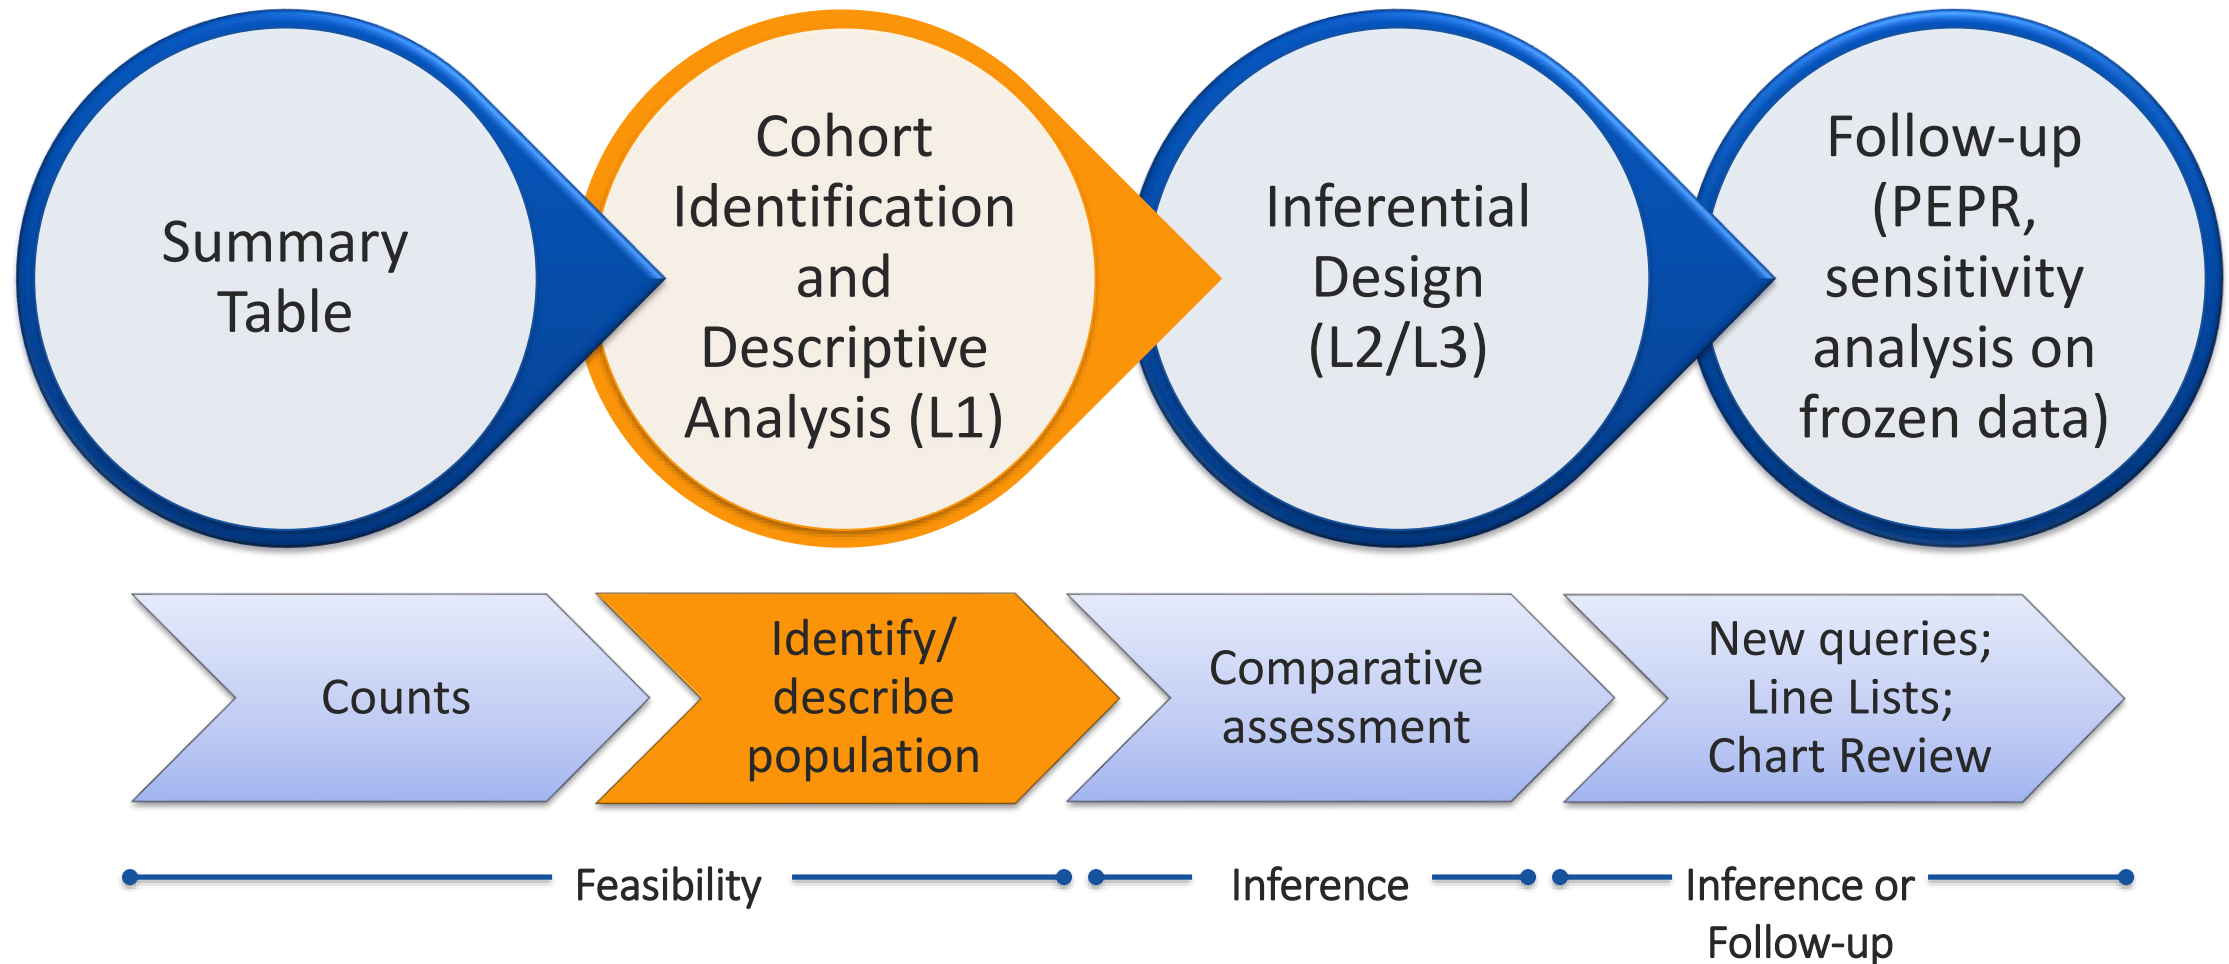 Summary
Table
Cohort
Identification
and
Descriptive
Analysis (L1)
Inferential
Design
(L2/L3)
Follow-up
(PEPR,
sensitivity
analysis on
frozen data)
Counts
Identify/
describe
population
Comparative
assessment
New queries;
Line Lists;
Chart Review
Feasibility
Inference
Inference or
Follow-up